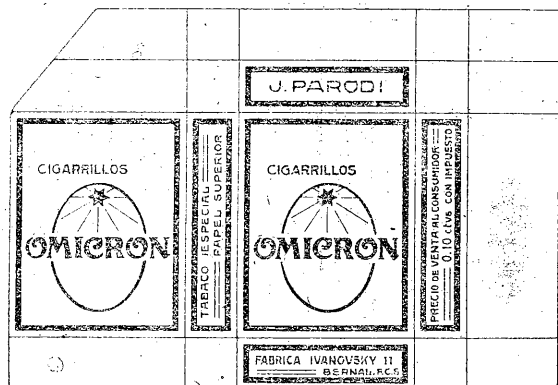 J. PARODI
CIGARRILLOS
OMICRON
TABACO ESPECIAL
PAPEL SUPERIOR
CIGARRILLOS
OMICRON
PRECIO DE VENTA AL CONSUMIDOR
0.10 ctvs CON IMPUESTO
FABRICA IVANOVSKY 11
BERNAL. F.C.S